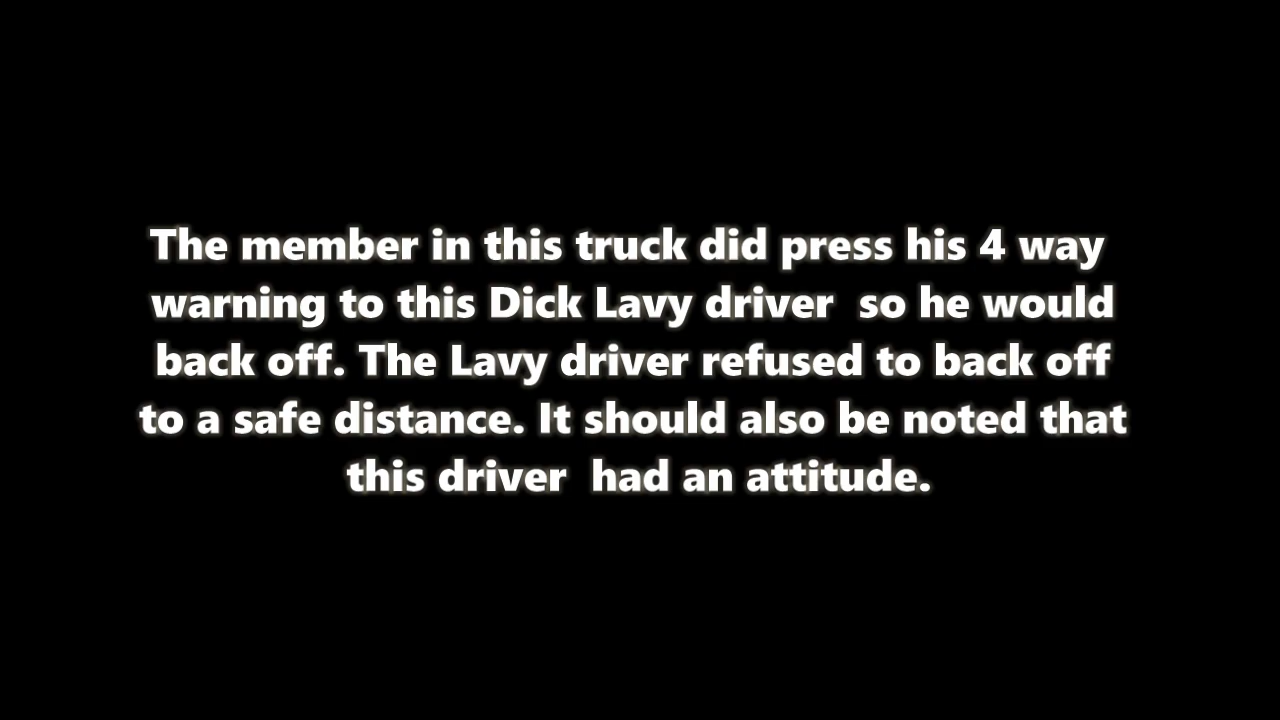 The member in this truck did press his 4 way
warning to this Dick Lavy driver  so he would
back off. The Lavy driver refused to back off
to a safe distance. It should also be noted that
this driver  had an attitude.